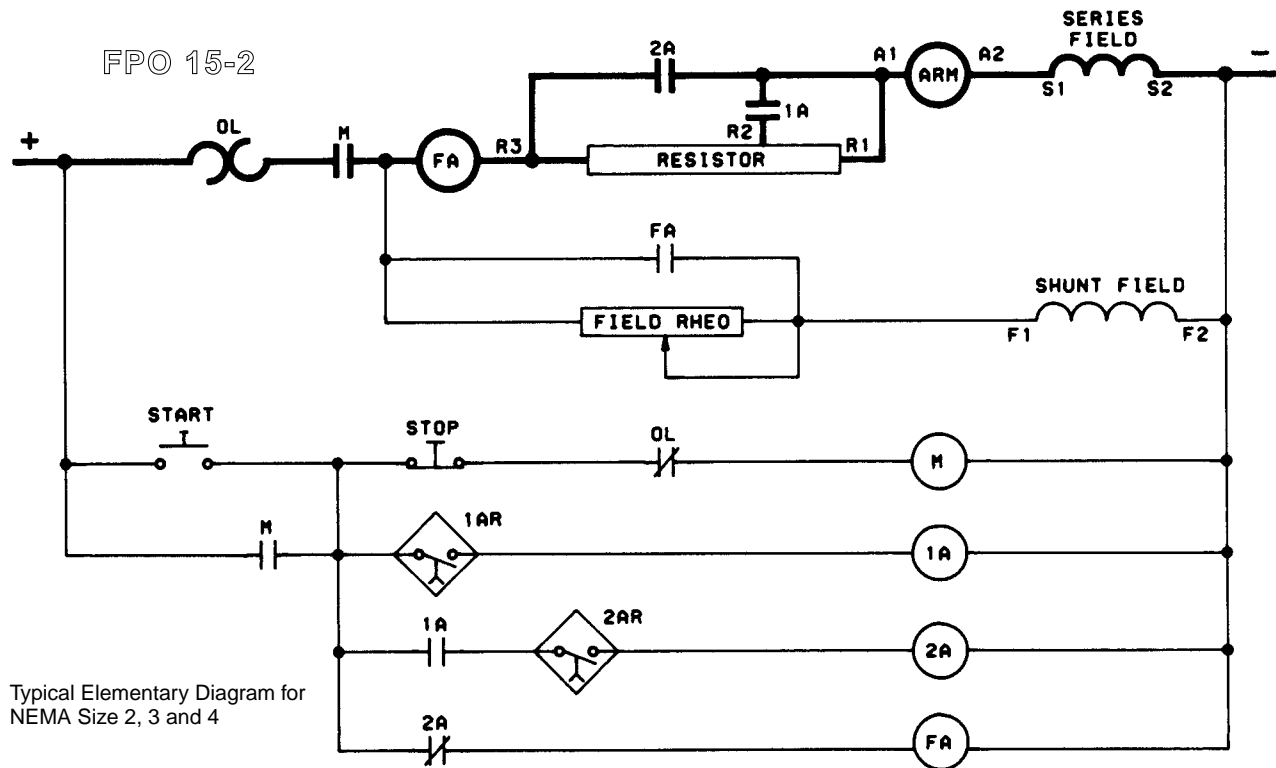 FPO 15-2
SERIES
FIELD
2A
A1
ARM
A2
−
S1
S2
1A
+
OL
M
FA
R3
R2
RESISTOR
R1
FA
SHUNT FIELD
FIELD RHEO
F1
F2
START
STOP
OL
M
M
1AR
1A
1A
2AR
2A
Typical Elementary Diagram for
NEMA Size 2, 3 and 4
2A
FA